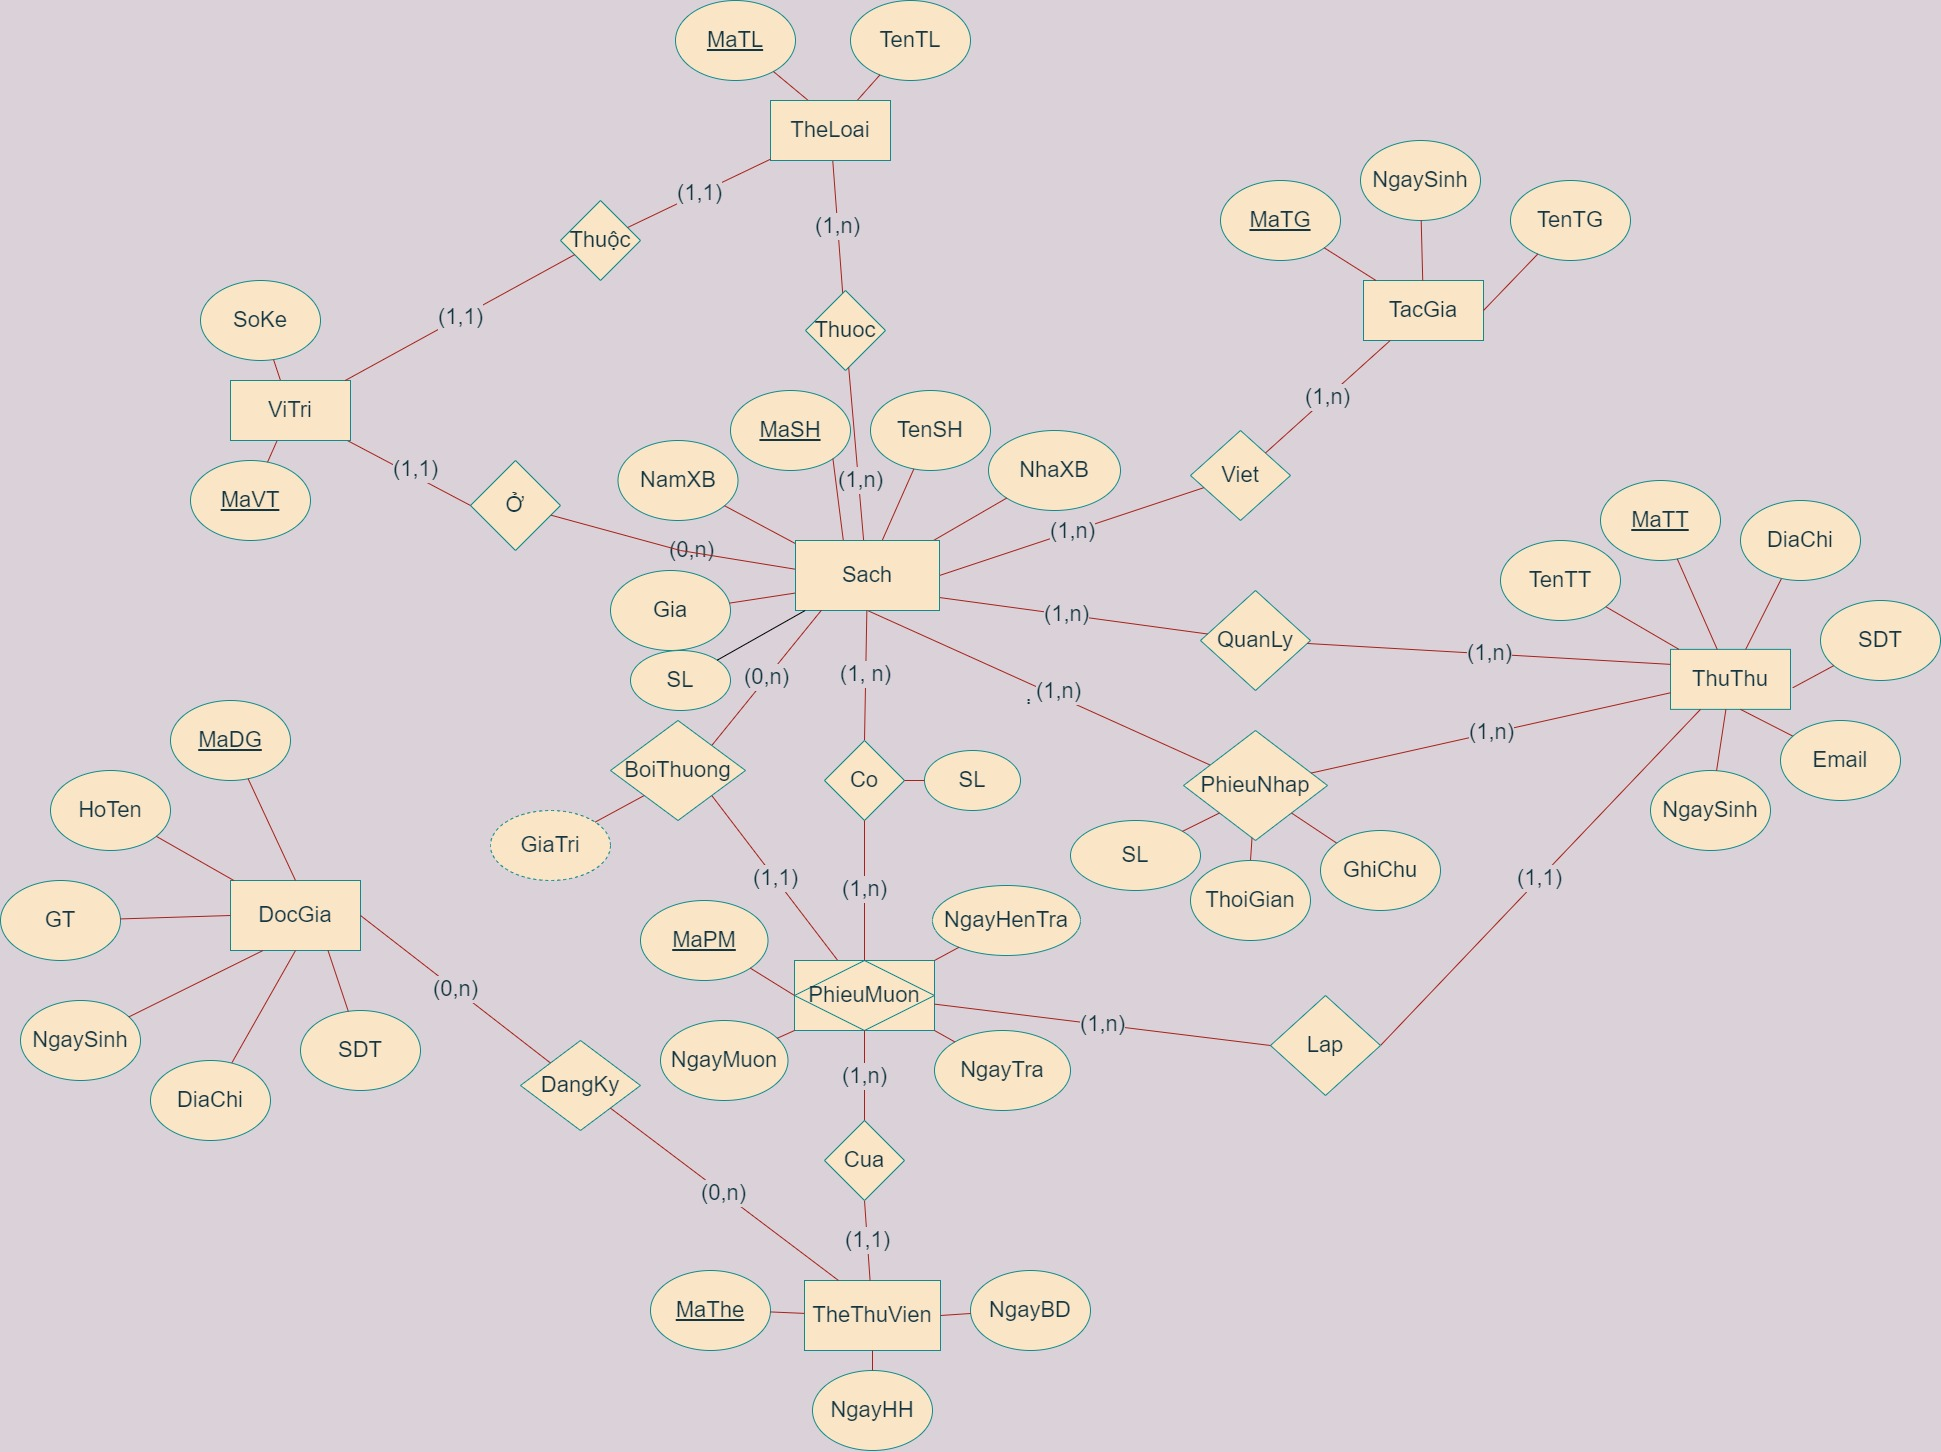 MaTL
TenTL
TheLoai
(1,1)
(1,n)
Thuộc
NgaySinh
MaTG
TenTG
TacGia
SoKe
(1,1)
Thuoc
ViTri
(1,n)
MaSH
TenSH
NhaXB
NamXB
(1,n)
(1,1)
Viet
MaVT
Ở
(1,n)
(0,n)
Sach
MaTT
DiaChi
TenTT
Gia
(1,n)
QuanLy
SDT
(1,n)
SL
(0,n)
(1, n)
: (1,n)
ThuThu
(1,n)
MaDG
BoiThuong
Co
SL
PhieuNhap
Email
HoTen
NgaySinh
GiaTri
SL
GhiChu
(1,1)
(1,n)
(1,1)
ThoiGian
GT
DocGia
MaPM
NgayHenTra
(0,n)
PhieuMuon
(1,n)
NgaySinh
SDT
NgayMuon
NgayTra
Lap
DiaChi
DangKy
(1,n)
Cua
(0,n)
(1,1)
MaThe
TheThuVien
NgayBD
NgayHH